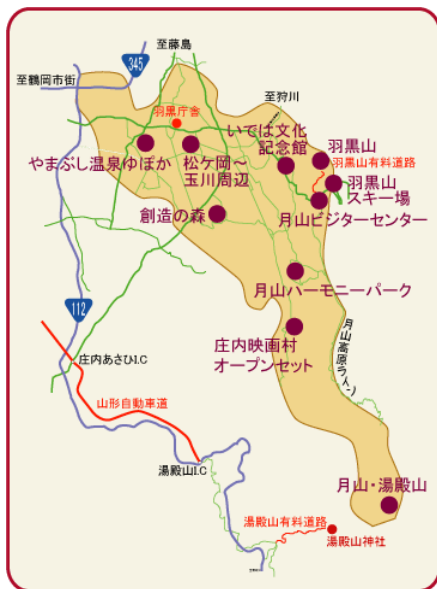 至藤島
345
至鶴岡市街
至狩川
羽黒庁舎
いでは文化
記念館
羽黒山
羽黒山有料道路
やまぶし温泉ゆぽか
松ケ岡～
玉川周辺
羽黒山
スキー場
創造の森
月山ビジターセンター
月山ハーモニーパーク
112
庄内映画村
オープンセット
月山高原ライン
庄内あさひI.C
山形自動車道
湯殿山I.C
月山・湯殿山
湯殿山有料道路
湯殿山神社